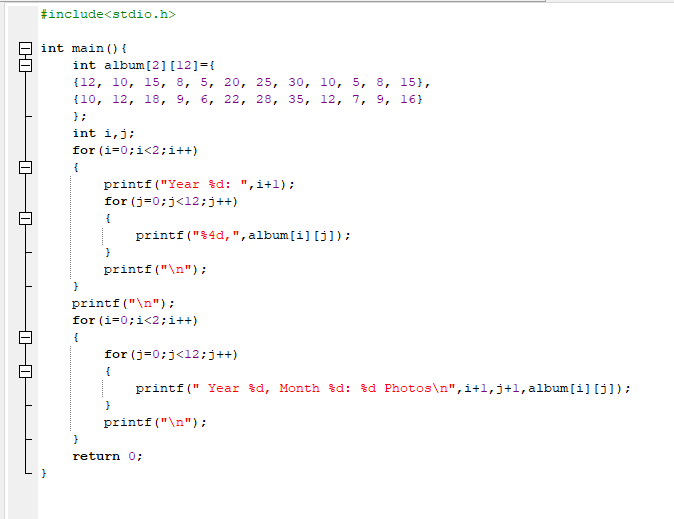 #include<stdio.h>
int main(){
int album[2][12]={
{12, 10, 15, 8, 5, 20, 25, 30, 10, 5, 8, 15},
{10, 12, 18, 9, 6, 22, 28, 35, 12, 7, 9, 16}
};
int i,j;
for(i=0;i<2;i++)
{
printf("Year %d: ",i+1);
for(j=0;j<12;j++)
{
printf("%4d,",album[i][j]);
}
printf("\n");
}
printf("\n");
for(i=0;i<2;i++)
{
for(j=0;j<12;j++)
{
printf(" Year %d, Month %d: %d Photos\n",i+1,j+1,album[i][j]);
}
printf("\n");
}
return 0;
}